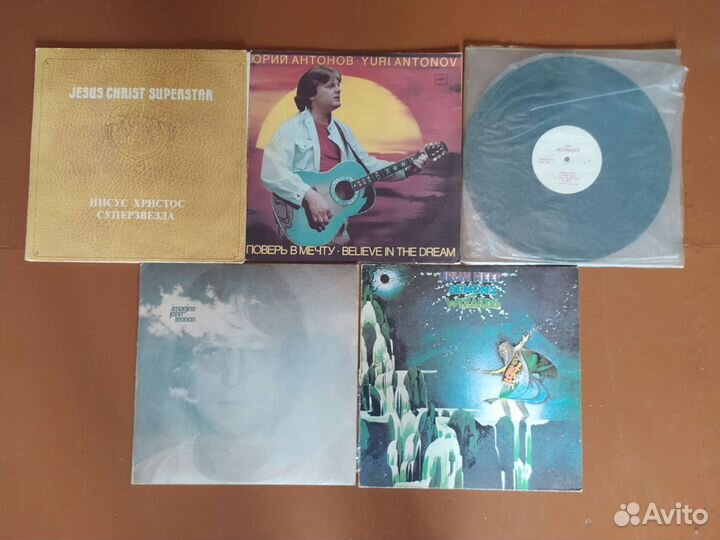 JESUS CHRIST SUPERSTAR
ИИСУС ХРИСТОС
СУПЕРЗВЕЗДА
ЮРИЙ АНТОНОВ · YURI ANTONOV
ПОВЕРЬ В МЕЧТУ · BELIEVE IN THE DREAM
imagine
john
lennon
URIAH HEEP
DEMONS
WIZARDS
Avito